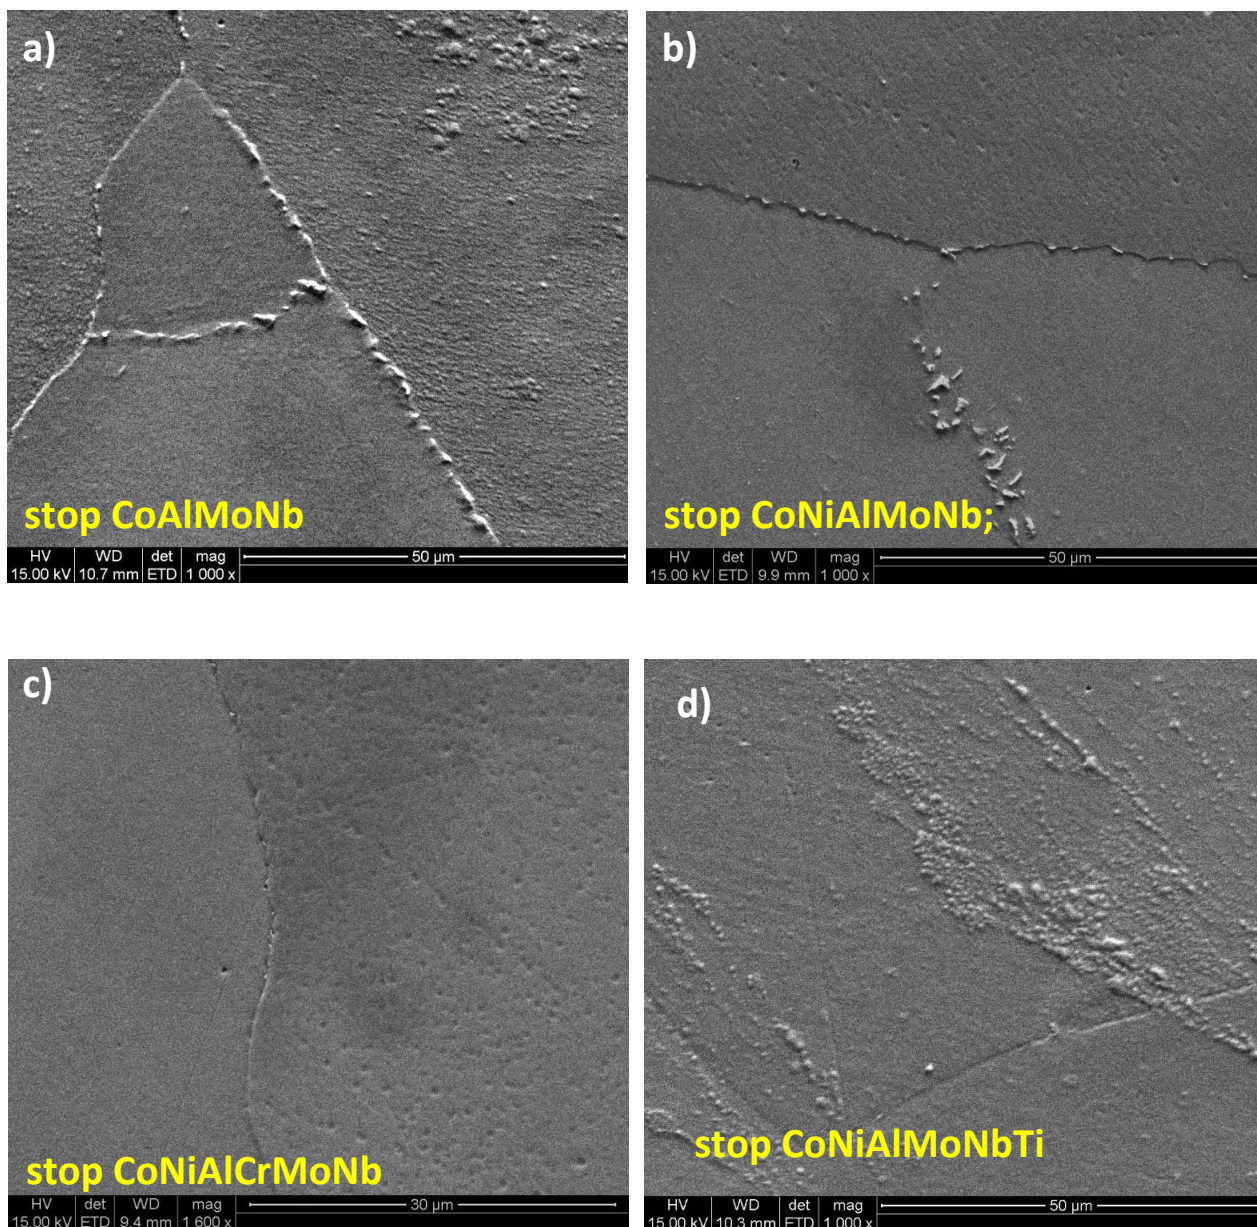 a)
stop CoAlMoNb
HV WD det mag 50 µm
15.00 kV 10.7 mm ETD 1 000 x
b)
stop CoNiAlMoNb;
HV det WD mag 50 µm
15.00 kV ETD 9.9 mm 1 000 x
c)
stop CoNiAlCrMoNb
HV det WD mag 30 µm
15.00 kV ETD 9.4 mm 1 600 x
d)
stop CoNiAlMoNbTi
HV WD det mag 50 µm
15.00 kV 10.3 mm ETD 1 000 x